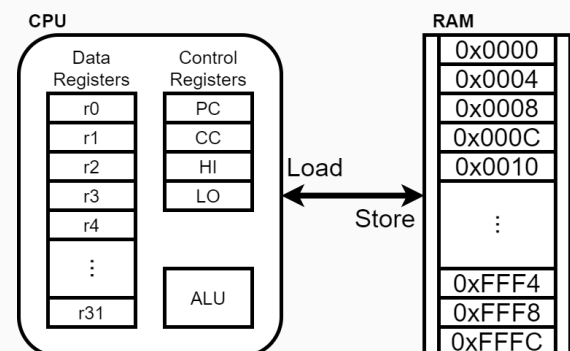 CPU
Data
Registers
r0
r1
r2
r3
r4
⋮
r31
Control
Registers
PC
CC
HI
LO
ALU
Load
Store
RAM
0x0000
0x0004
0x0008
0x000C
0x0010
⋮
0xFFF4
0xFFF8
0xFFFC